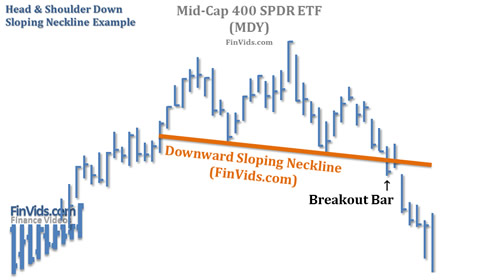 Head & Shoulder Down
Sloping Neckline Example
Mid-Cap 400 SPDR ETF
(MDY)
FinVids.com
Downward Sloping Neckline
(FinVids.com)
Breakout Bar
FinVids.com
Finance Videos